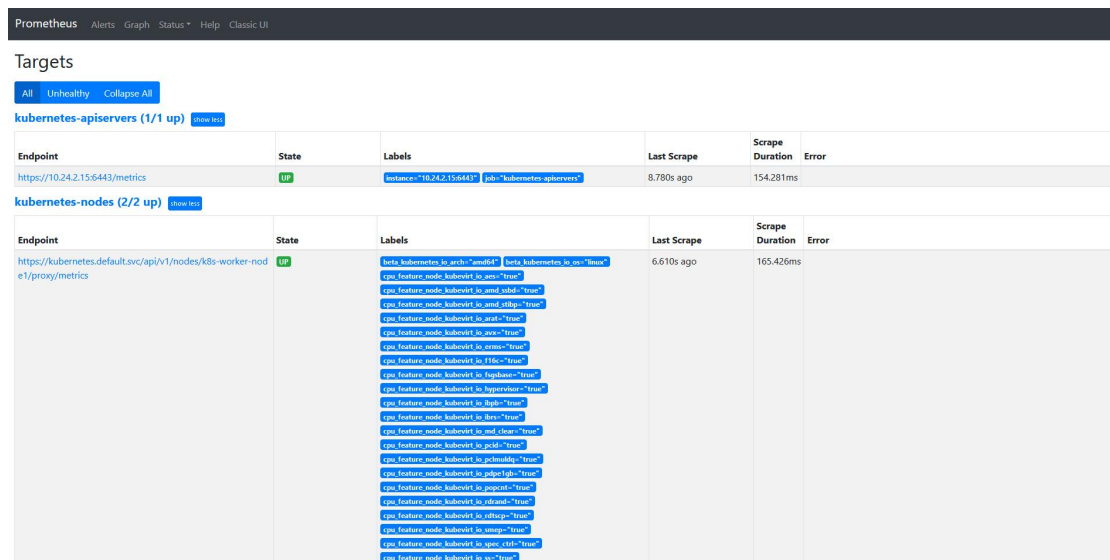 Prometheus Alerts Graph Status Help Classic UI
Targets
All Unhealthy Collapse All
kubernetes-apiservers (1/1 up) show less
Endpoint State Labels Last Scrape Scrape Duration Error
https://10.24.2.15:6443/metrics UP instance="10.24.2.15:6443" job="kubernetes-apiservers" 8.780s ago 154.281ms
kubernetes-nodes (2/2 up) show less
Endpoint State Labels Last Scrape Scrape Duration Error
https://kubernetes.default.svc/api/v1/nodes/k8s-worker-nod UP beta_kubernetes_io_arch="amd64" beta_kubernetes_io_os="linux" 6.610s ago 165.426ms
e1/proxy/metrics cpu_feature_node_kubevirt_io_aes="true"
cpu_feature_node_kubevirt_io_amd_ssbd="true"
cpu_feature_node_kubevirt_io_amd_stibp="true"
cpu_feature_node_kubevirt_io_arat="true"
cpu_feature_node_kubevirt_io_avx="true"
cpu_feature_node_kubevirt_io_erms="true"
cpu_feature_node_kubevirt_io_f16c="true"
cpu_feature_node_kubevirt_io_fsgsbase="true"
cpu_feature_node_kubevirt_io_hypervisor="true"
cpu_feature_node_kubevirt_io_ibpb="true"
cpu_feature_node_kubevirt_io_ibrs="true"
cpu_feature_node_kubevirt_io_md_clear="true"
cpu_feature_node_kubevirt_io_pcid="true"
cpu_feature_node_kubevirt_io_pclmuldq="true"
cpu_feature_node_kubevirt_io_pdpe1gb="true"
cpu_feature_node_kubevirt_io_popcnt="true"
cpu_feature_node_kubevirt_io_rdrand="true"
cpu_feature_node_kubevirt_io_rdtscp="true"
cpu_feature_node_kubevirt_io_smep="true"
cpu_feature_node_kubevirt_io_spec_ctrl="true"
cpu_feature_node_kubevirt_io_ss="true"